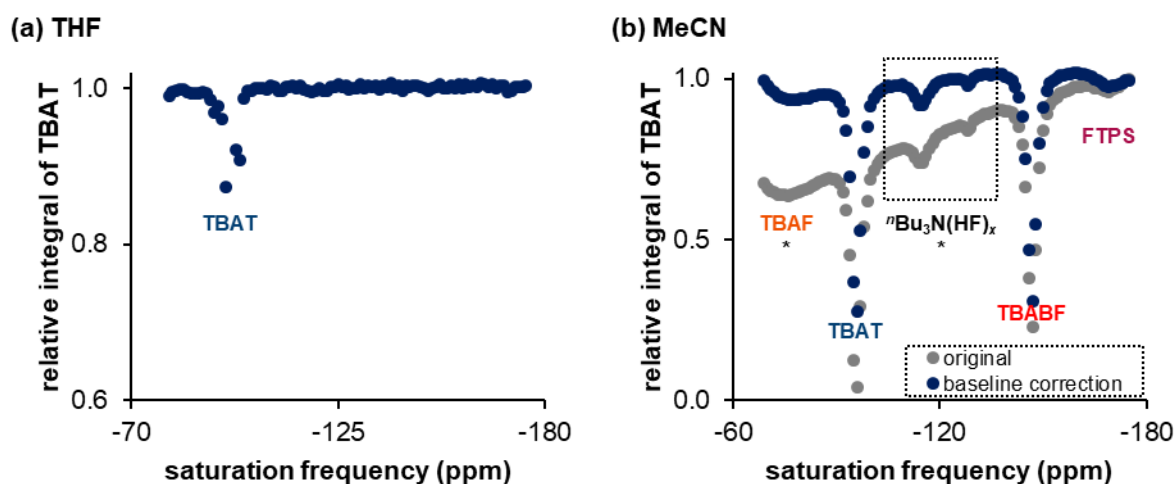 (a) THF
relative integral of TBAT
1.0
0.8
0.6
TBAT
-70
-125
-180
saturation frequency (ppm)
(b) MeCN
relative integral of TBAT
1.0
0.5
0.0
TBAF
*
TBAT
ⁿBu₃N(HF)ₓ
*
TBABF
FTPS
original
baseline correction
-60
-120
-180
saturation frequency (ppm)